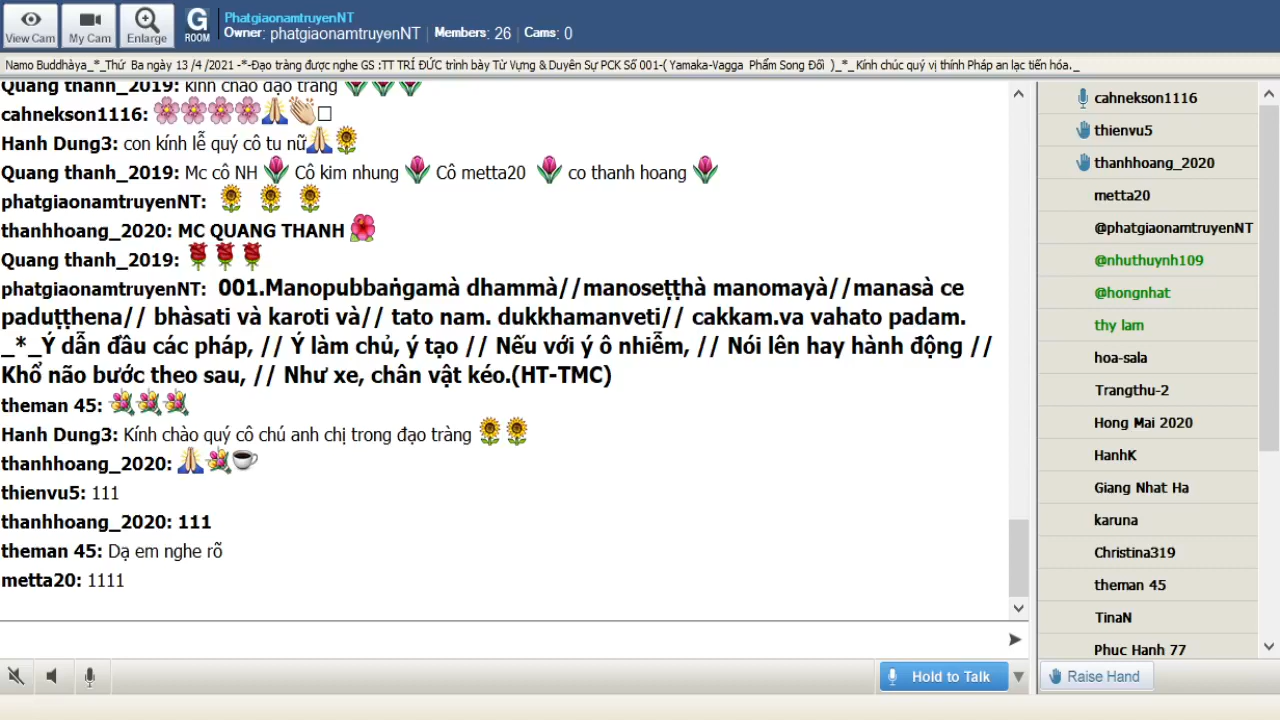 View Cam
My Cam
Enlarge
G
ROOM
PhatgiaonamtruyenNT
Owner: phatgiaonamtruyenNT | Members: 26 | Cams: 0
Namo Buddhàya_*_Thứ Ba ngày 13 /4 /2021 -*-Đạo tràng được nghe GS :TT TRÍ ĐỨC trình bày Từ Vựng & Duyên Sự PCK Số 001-( Yamaka-Vagga Phẩm Song Đối )_*_ Kính chúc quý vị thính Pháp an lạc tiến hóa._
Quang thanh_2019: kính chào đạo tràng 🌷🌷🌷
cahnekson1116: 🌸🌸🌸🌸🙏👏□
Hanh Dung3: con kính lễ quý cô tu nữ🙏🌻
Quang thanh_2019: Mc cô NH 🌷 Cô kim nhung 🌷 Cô metta20 🌷 co thanh hoang 🌷
phatgiaonamtruyenNT: 🌻 🌻 🌻
thanhhoang_2020: MC QUANG THANH 🌺
Quang thanh_2019: 🌹🌹🌹
phatgiaonamtruyenNT: 001.Manopubbaṅgamà dhammà//manoseṭṭhà manomayà//manasà ce
paduṭṭhena// bhàsati và karoti và// tato nam. dukkhamanveti// cakkam.va vahato padam.
_*_Ý dẫn đầu các pháp, // Ý làm chủ, ý tạo // Nếu với ý ô nhiễm, // Nói lên hay hành động //
Khổ não bước theo sau, // Như xe, chân vật kéo.(HT-TMC)
theman 45: 💐💐💐
Hanh Dung3: Kính chào quý cô chú anh chị trong đạo tràng 🌻🌻
thanhhoang_2020: 🙏💐☕
thienvu5: 111
thanhhoang_2020: 111
theman 45: Dạ em nghe rõ
metta20: 1111
Hold to Talk
cahnekson1116
thienvu5
thanhhoang_2020
metta20
@phatgiaonamtruyenNT
@nhuthuynh109
@hongnhat
thy lam
hoa-sala
Trangthu-2
Hong Mai 2020
HanhK
Giang Nhat Ha
karuna
Christina319
theman 45
TinaN
Phuc Hanh 77
Raise Hand